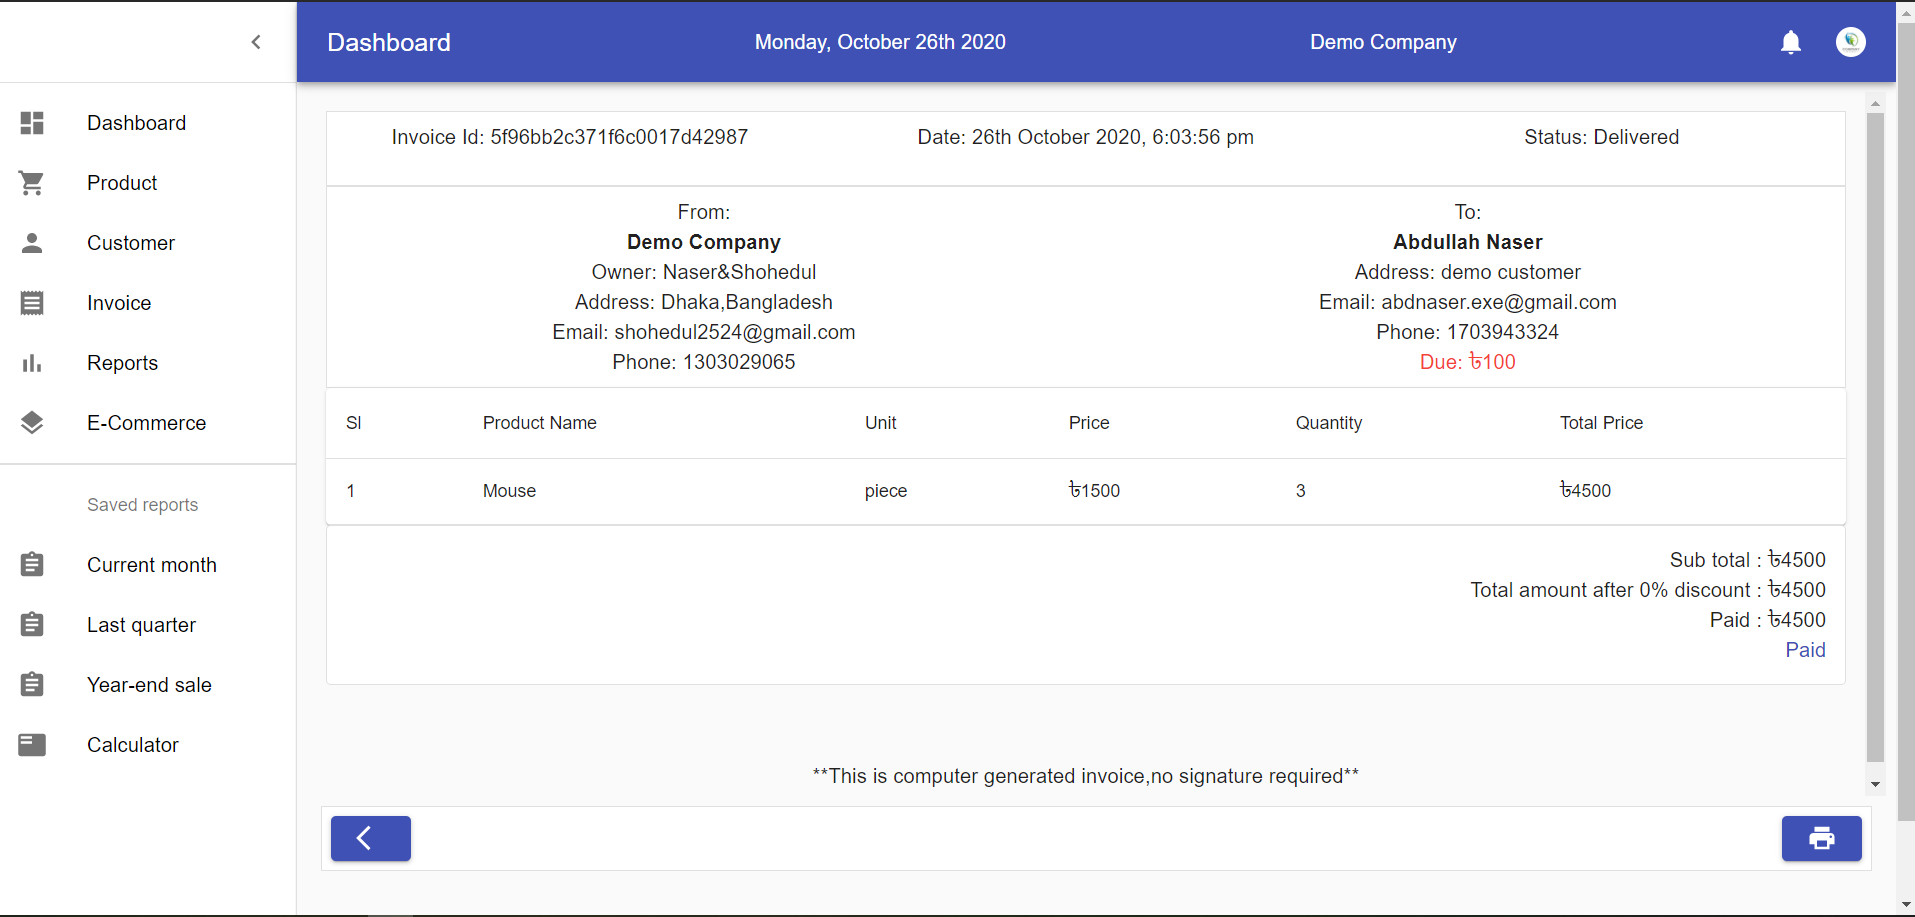 Dashboard
Monday, October 26th 2020
Demo Company
Dashboard
Product
Customer
Invoice
Reports
E-Commerce
Saved reports
Current month
Last quarter
Year-end sale
Calculator
Invoice Id: 5f96bb2c371f6c0017d42987
Date: 26th October 2020, 6:03:56 pm
Status: Delivered
From:
Demo Company
Owner: Naser&Shohedul
Address: Dhaka,Bangladesh
Email: shohedul2524@gmail.com
Phone: 1303029065
To:
Abdullah Naser
Address: demo customer
Email: abdnaser.exe@gmail.com
Phone: 1703943324
Due: ৳100
Sl Product Name Unit Price Quantity Total Price
1 Mouse piece ৳1500 3 ৳4500
Sub total : ৳4500
Total amount after 0% discount : ৳4500
Paid : ৳4500
Paid
**This is computer generated invoice,no signature required**